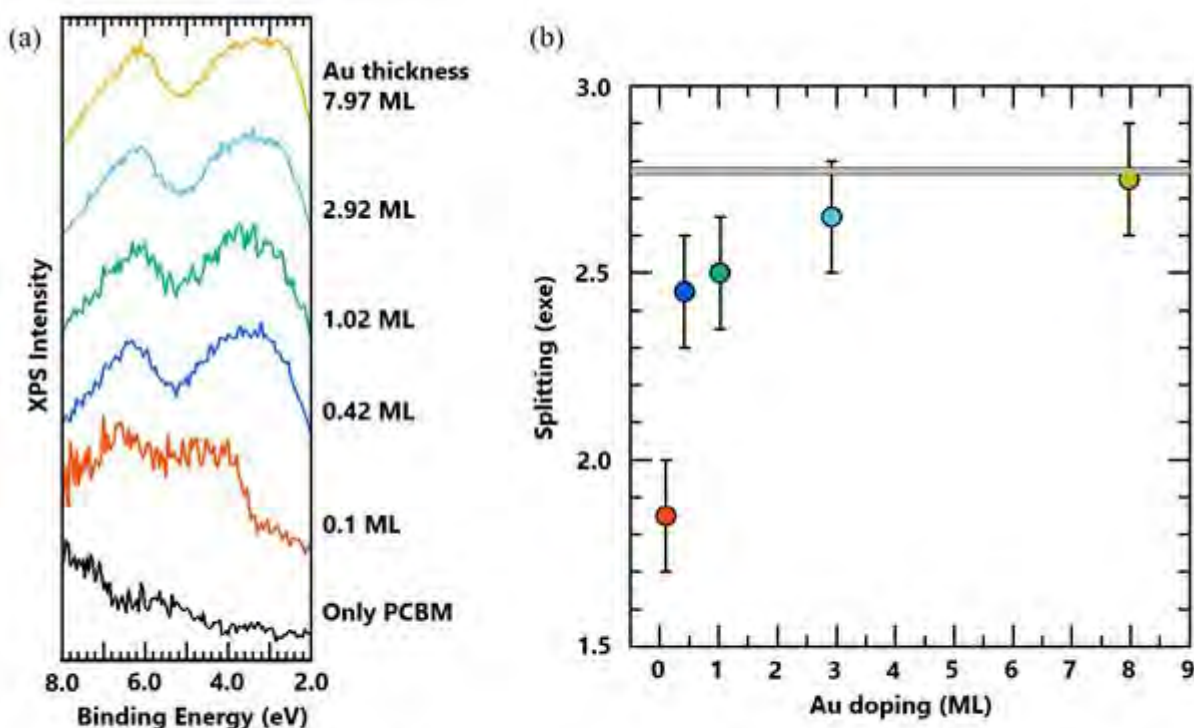 (a)
XPS Intensity
Au thickness
7.97 ML
2.92 ML
1.02 ML
0.42 ML
0.1 ML
Only PCBM
8.0 6.0 4.0 2.0
Binding Energy (eV)
(b)
Splitting (exe)
3.0
2.5
2.0
1.5
0 1 2 3 4 5 6 7 8 9
Au doping (ML)